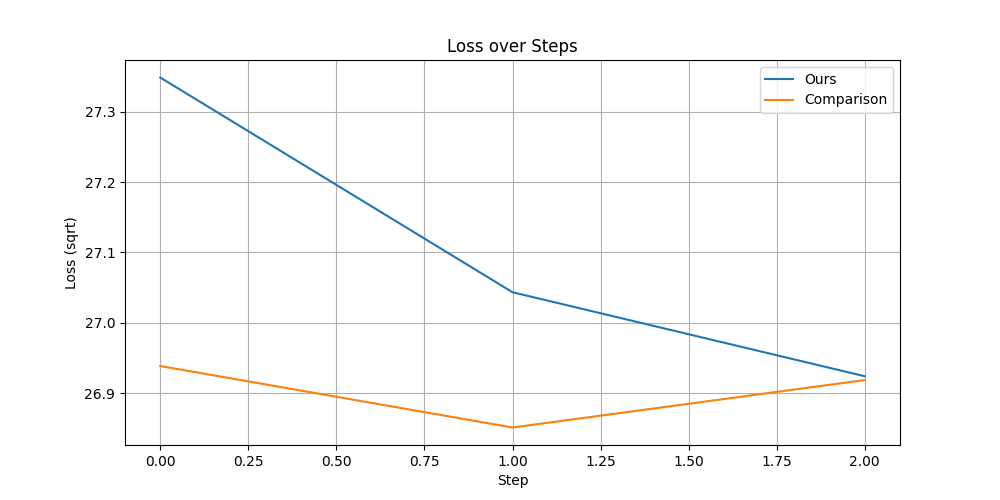 Loss over Steps
Ours
Comparison
27.3
27.2
27.1
27.0
26.9
Loss (sqrt)
0.00 0.25 0.50 0.75 1.00 1.25 1.50 1.75 2.00
Step